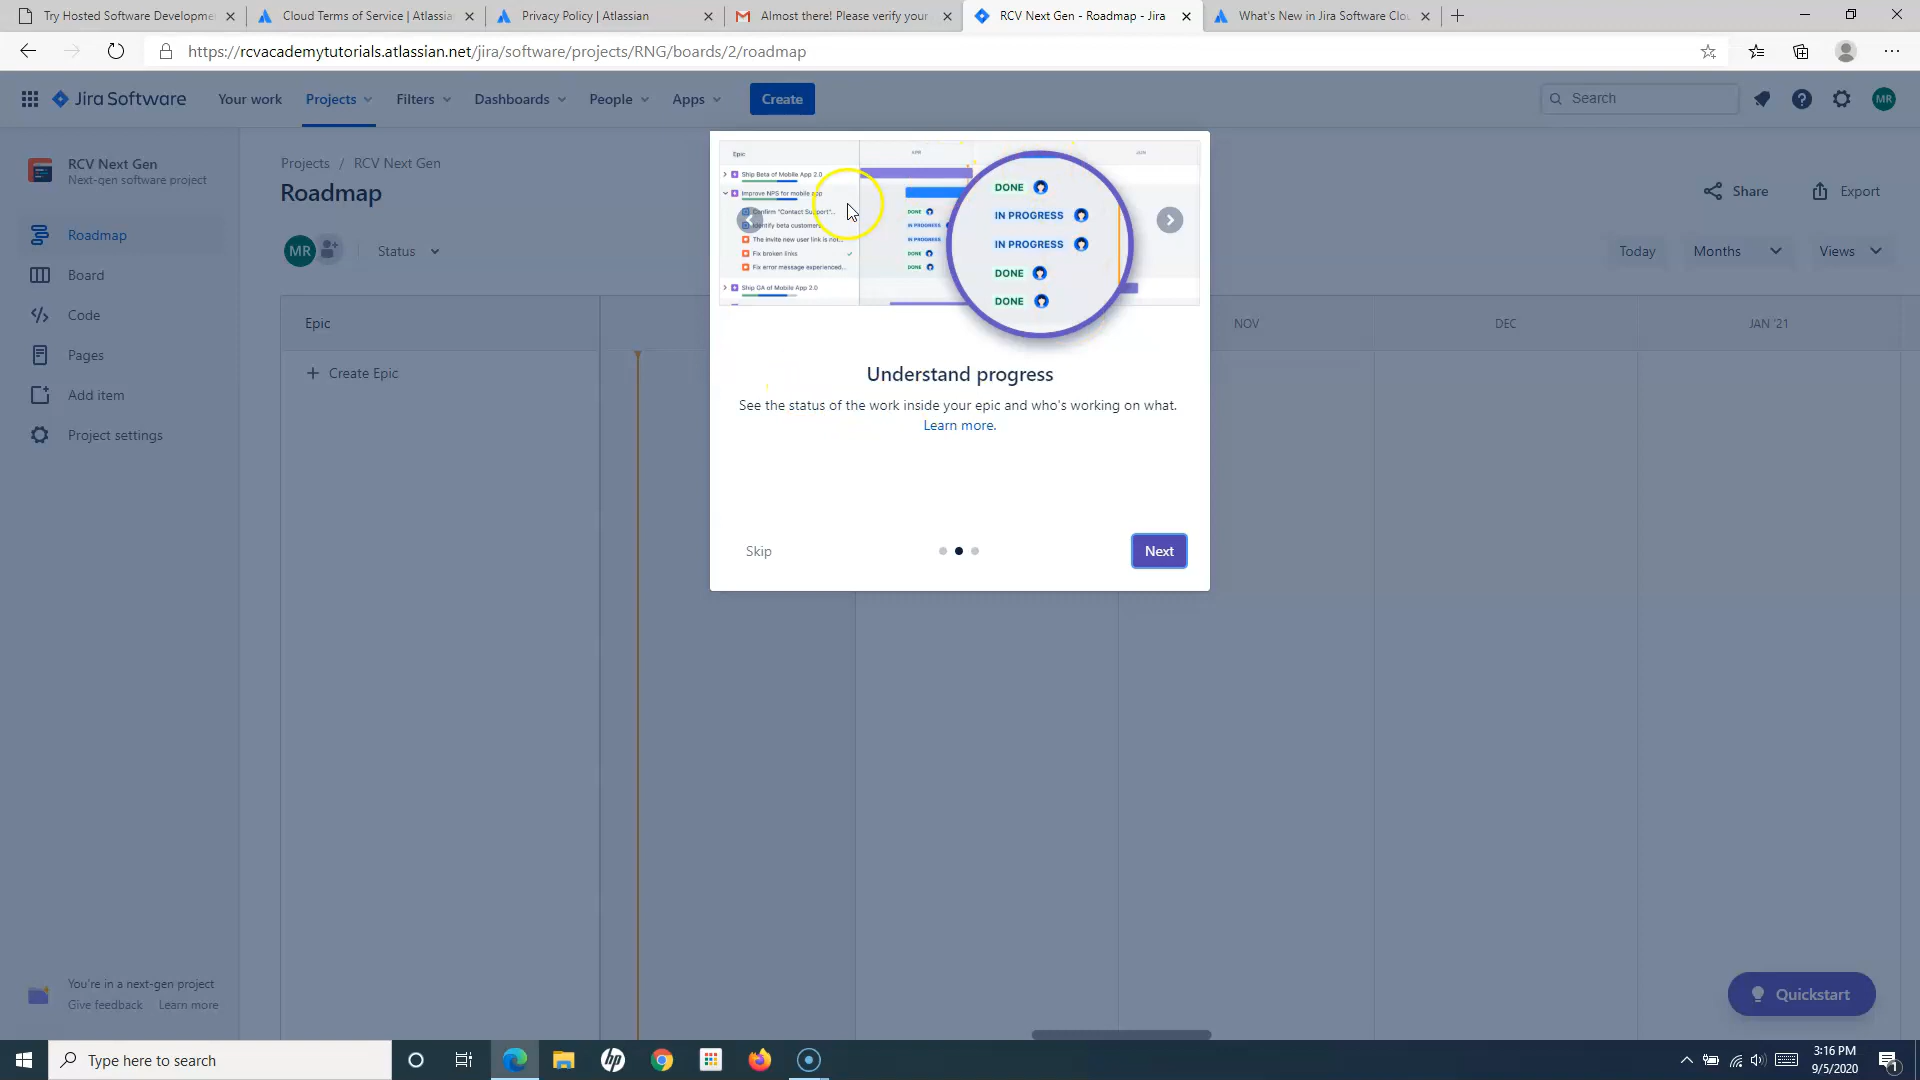 Try Hosted Software Developme
Cloud Terms of Service | Atlassia
Privacy Policy | Atlassian
Almost there! Please verify your
RCV Next Gen - Roadmap - Jira
What's New in Jira Software Clou
https://rcvacademytutorials.atlassian.net/jira/software/projects/RNG/boards/2/roadmap
Jira Software
Your work
Projects
Filters
Dashboards
People
Apps
Create
Search
MR
RCV Next Gen
Next-gen software project
Roadmap
Board
Code
Pages
Add item
Project settings
Projects / RCV Next Gen
Roadmap
Share
Export
MR
Status
Today
Months
Views
Epic
NOV
DEC
JAN '21
+ Create Epic
Epic
APR
JUN
Ship Beta of Mobile App 2.0
Improve NPS for mobile app
Confirm "Contact Support"...
DONE
Identify beta customer
IN PROGRESS
The invite new user link is not...
IN PROGRESS
Fix broken links
DONE
Fix error message experienced...
DONE
Ship GA of Mobile App 2.0
DONE
IN PROGRESS
IN PROGRESS
DONE
DONE
Understand progress
See the status of the work inside your epic and who's working on what.
Learn more.
Skip
Next
You're in a next-gen project
Give feedback
Learn more
Quickstart
Type here to search
hp
3:16 PM
9/5/2020
1